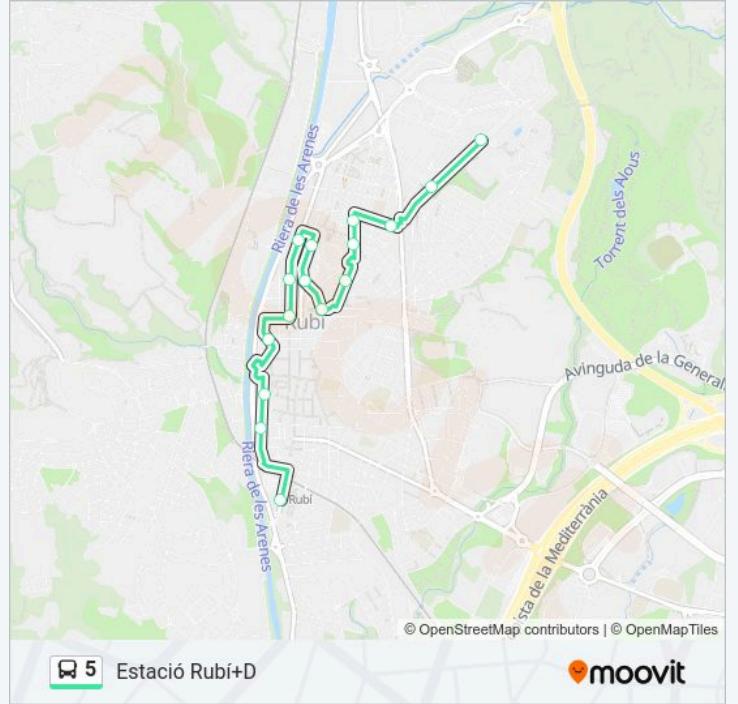 Riera de les Arenes
Torrent dels Alous
Rubí
Avinguda de la General
Riera de les Arenes
Rubí
ista de la Mediterrània
© OpenStreetMap contributors | © OpenMapTiles
5 Estació Rubí+D
moovit